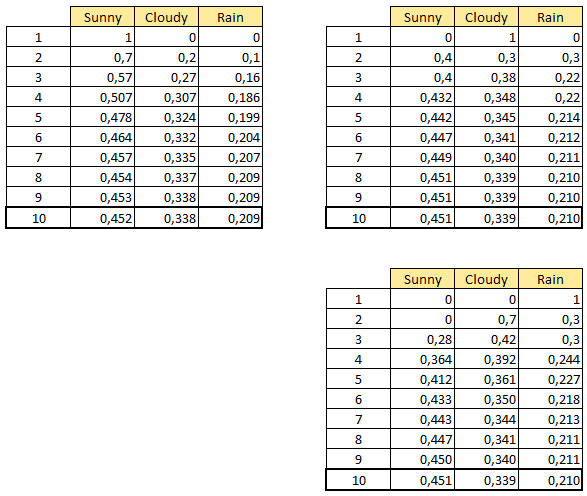 Sunny Cloudy Rain
1 1 0 0
2 0,7 0,2 0,1
3 0,57 0,27 0,16
4 0,507 0,307 0,186
5 0,478 0,324 0,199
6 0,464 0,332 0,204
7 0,457 0,335 0,207
8 0,454 0,337 0,209
9 0,453 0,338 0,209
10 0,452 0,338 0,209
Sunny Cloudy Rain
1 0 1 0
2 0,4 0,3 0,3
3 0,4 0,38 0,22
4 0,432 0,348 0,22
5 0,442 0,345 0,214
6 0,447 0,341 0,212
7 0,449 0,340 0,211
8 0,451 0,339 0,210
9 0,451 0,339 0,210
10 0,451 0,339 0,210
Sunny Cloudy Rain
1 0 0 1
2 0 0,7 0,3
3 0,28 0,42 0,3
4 0,364 0,392 0,244
5 0,412 0,361 0,227
6 0,433 0,350 0,218
7 0,443 0,344 0,213
8 0,447 0,341 0,211
9 0,450 0,340 0,211
10 0,451 0,339 0,210